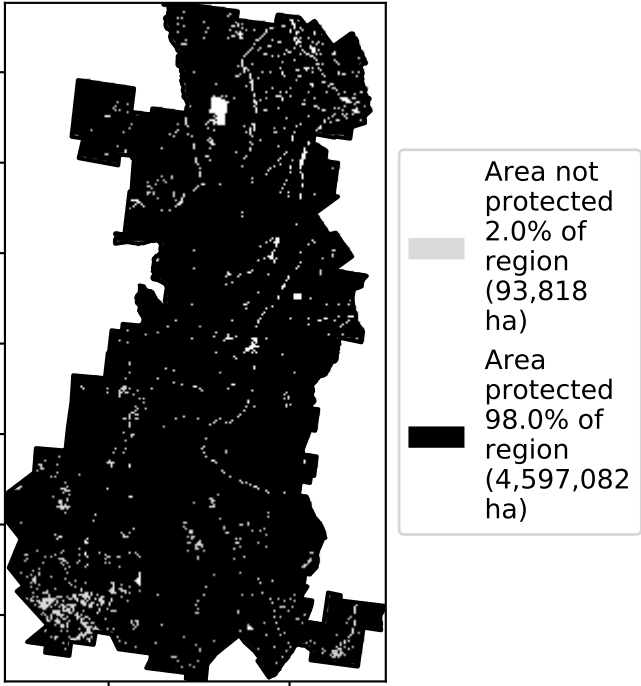 Area not
protected
2.0% of
region
(93,818
ha)
Area
protected
98.0% of
region
(4,597,082
ha)